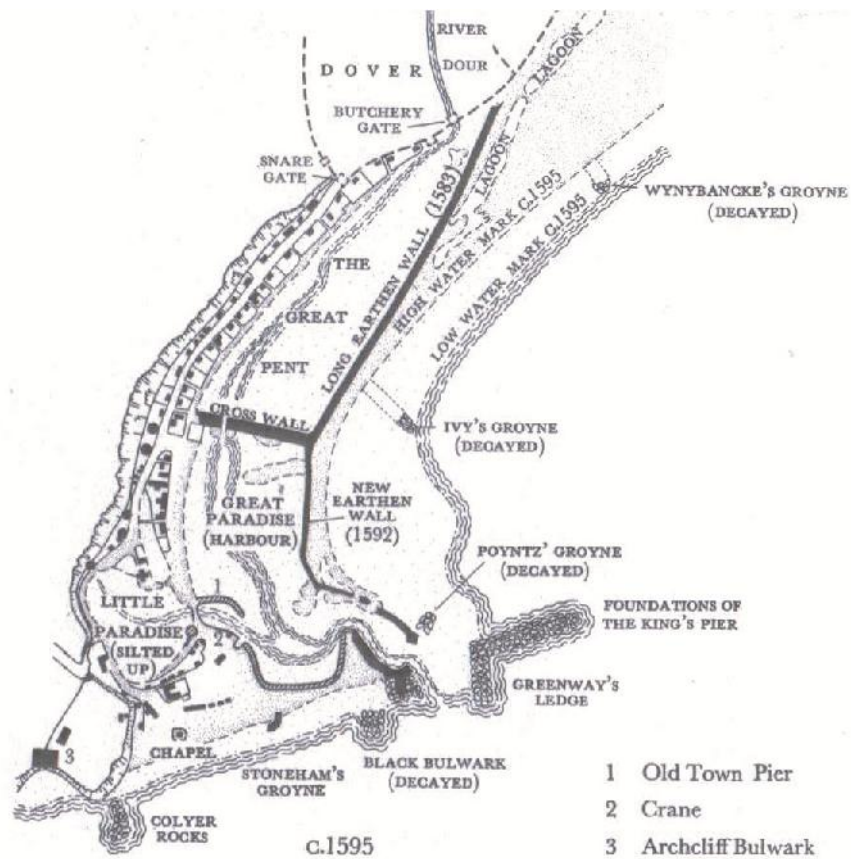 RIVER
DOVER
DOUR
LAGOON
BUTCHERY
GATE
SNARE
GATE
LAGOON
WYNYBANCKE'S GROYNE
(DECAYED)
THE
GREAT
PENT
LONG EARTHEN WALL (1583)
HIGH WATER MARK C.1595
LOW WATER MARK C.1595
CROSS WALL
IVY'S GROYNE
(DECAYED)
GREAT
PARADISE
(HARBOUR)
NEW
EARTHEN
WALL
(1592)
POYNTZ' GROYNE
(DECAYED)
1
LITTLE
PARADISE
(SILTED
UP)
2
FOUNDATIONS OF
THE KING'S PIER
GREENWAY'S
LEDGE
3
CHAPEL
STONEHAM'S
GROYNE
BLACK BULWARK
(DECAYED)
COLYER
ROCKS
C.1595
1 Old Town Pier
2 Crane
3 Archcliff Bulwark